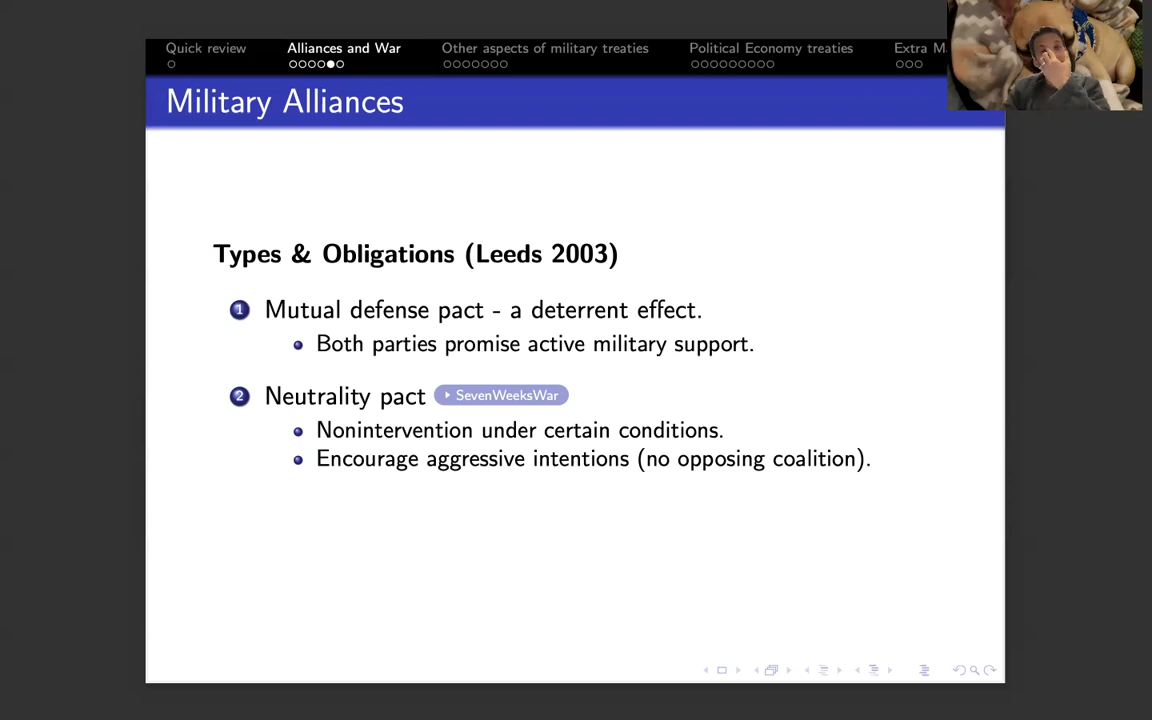 Quick review
Alliances and War
Other aspects of military treaties
Political Economy treaties
Extra M
Military Alliances
Types & Obligations (Leeds 2003)
1 Mutual defense pact - a deterrent effect.
Both parties promise active military support.
2 Neutrality pact SevenWeeksWar
Nonintervention under certain conditions.
Encourage aggressive intentions (no opposing coalition).